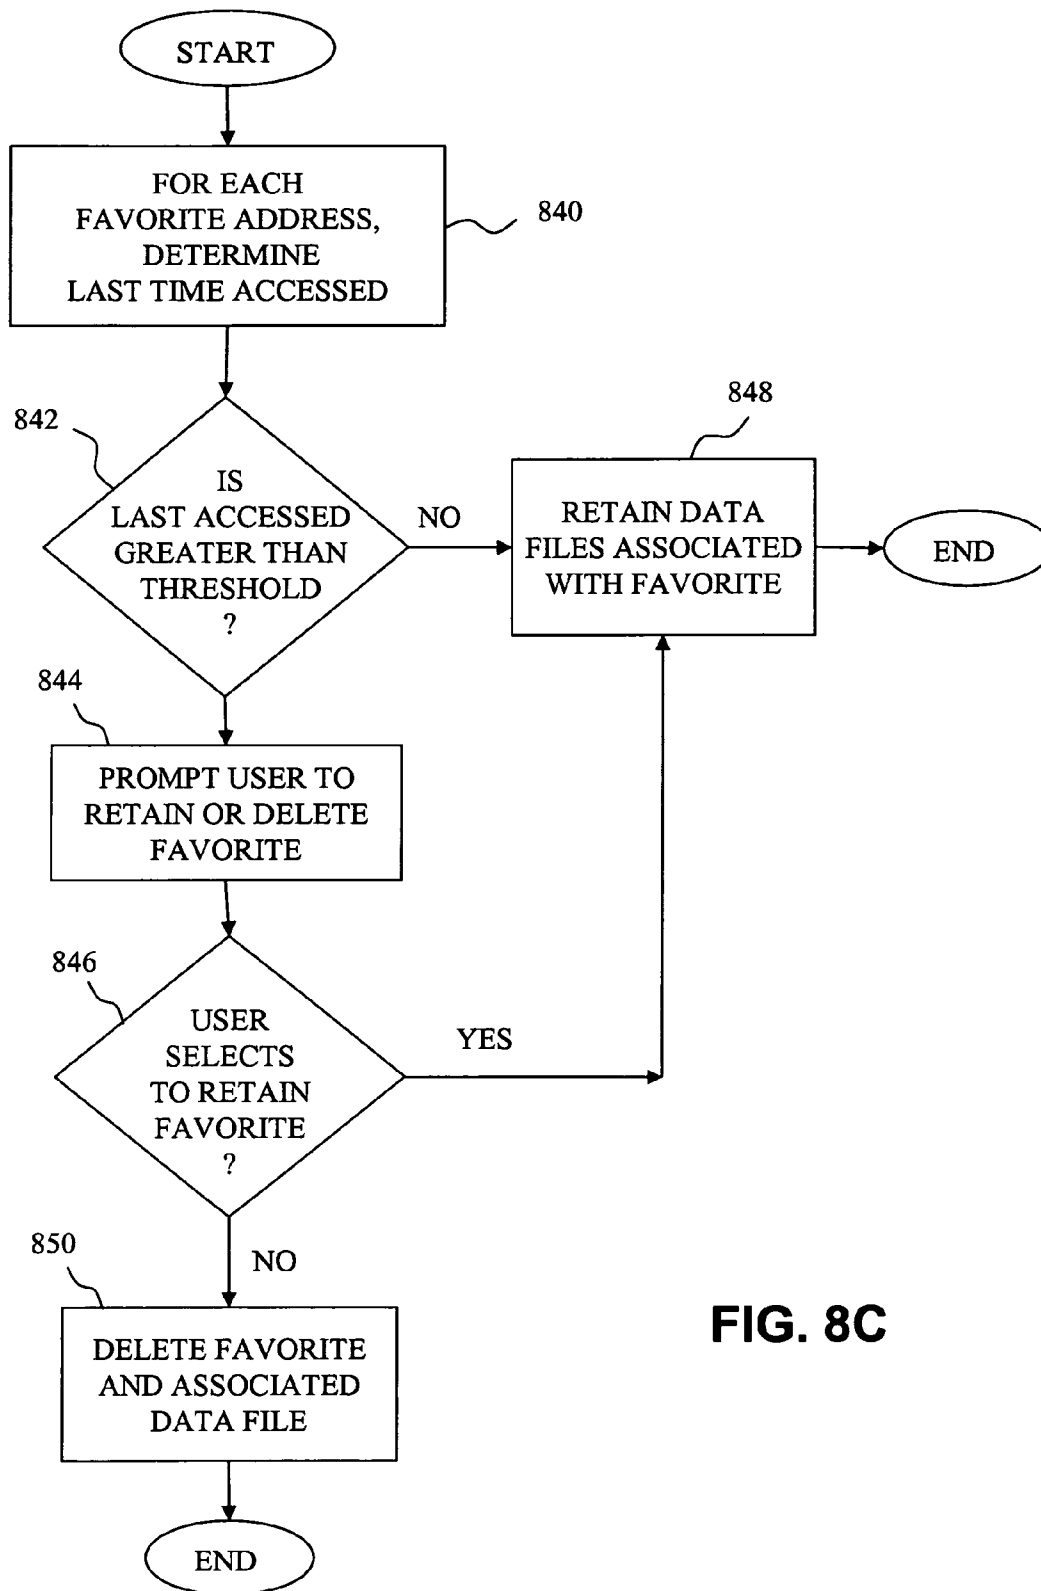 START
FOR EACH
FAVORITE ADDRESS,
DETERMINE
LAST TIME ACCESSED
840
842
IS
LAST ACCESSED
GREATER THAN
THRESHOLD
?
NO
848
RETAIN DATA
FILES ASSOCIATED
WITH FAVORITE
END
844
PROMPT USER TO
RETAIN OR DELETE
FAVORITE
846
USER
SELECTS
TO RETAIN
FAVORITE
?
YES
NO
850
DELETE FAVORITE
AND ASSOCIATED
DATA FILE
END
FIG. 8C